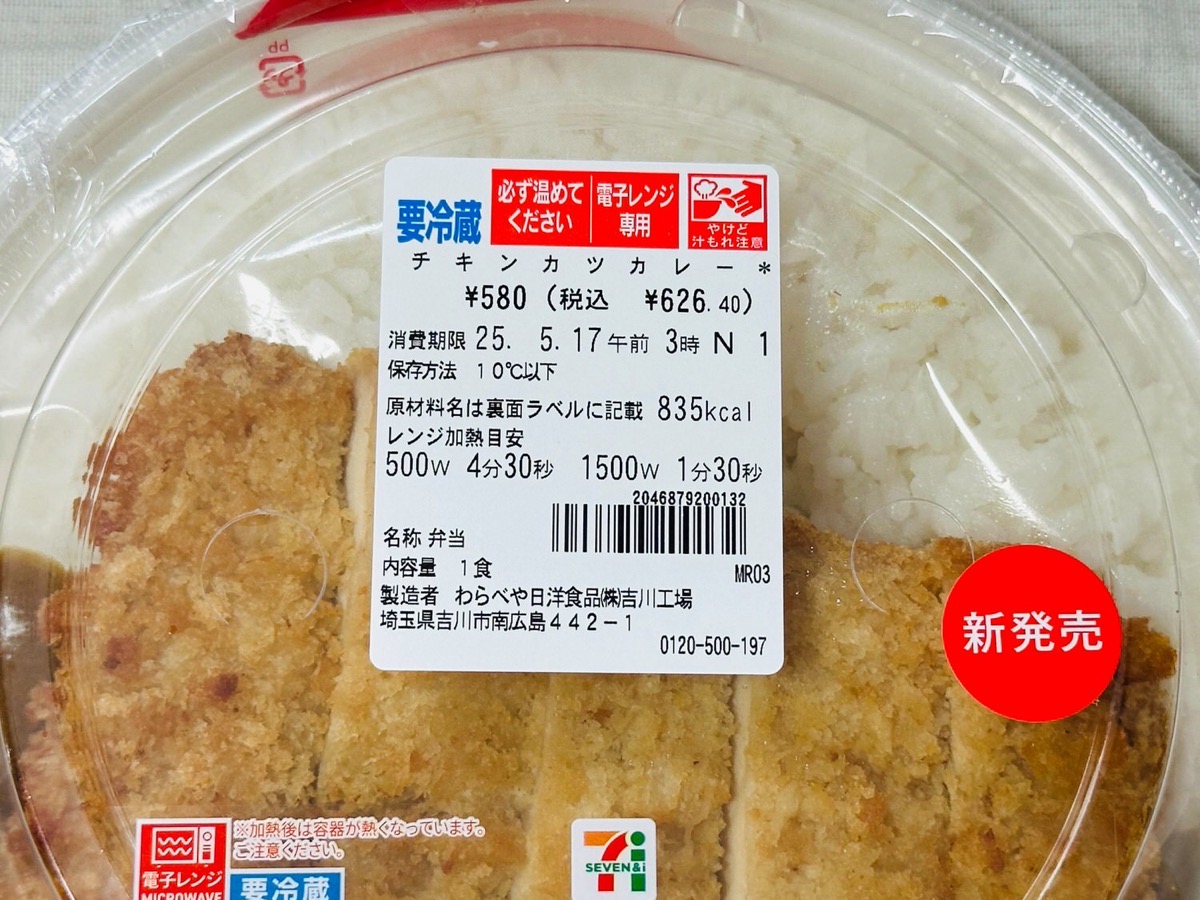 PP
要冷蔵
必ず温めて
ください
電子レンジ
専用
やけど
汁もれ注意
チキンカツカレー*
¥580(税込 ¥626.40)
消費期限 25. 5.17午前 3時 N 1
保存方法 10℃以下
原材料名は裏面ラベルに記載 835kcal
レンジ加熱目安
500W 4分30秒 1500W 1分30秒
2046879200132
名称 弁当
内容量 1食
MR03
製造者 わらべや日洋食品㈱吉川工場
埼玉県吉川市南広島442-1
0120-500-197
新発売
※加熱後は容器が熱くなっています。
ご注意ください。
電子レンジ
MICROWAVE
要冷蔵
7
SEVEN&i